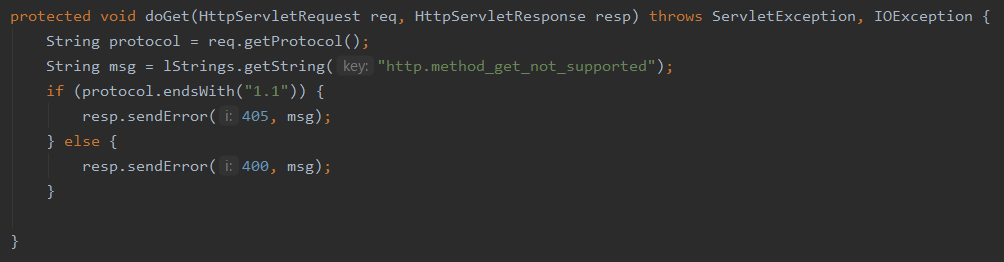 protected void doGet(HttpServletRequest req, HttpServletResponse resp) throws ServletException, IOException {
    String protocol = req.getProtocol();
    String msg = lStrings.getString( key: "http.method_get_not_supported");
    if (protocol.endsWith("1.1")) {
        resp.sendError( i: 405, msg);
    } else {
        resp.sendError( i: 400, msg);
    }
}